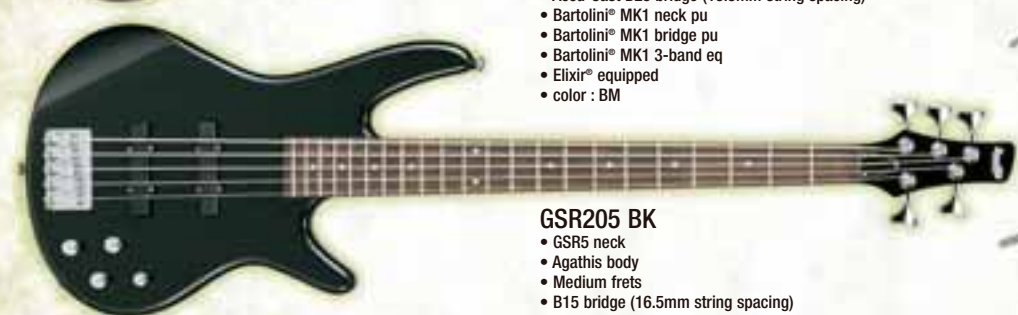 • Bartolini® MK1 neck pu
• Bartolini® MK1 bridge pu
• Bartolini® MK1 3-band eq
• Elixir® equipped
• color : BM
GSR205 BK
• GSR5 neck
• Agathis body
• Medium frets
• B15 bridge (16.5mm string spacing)